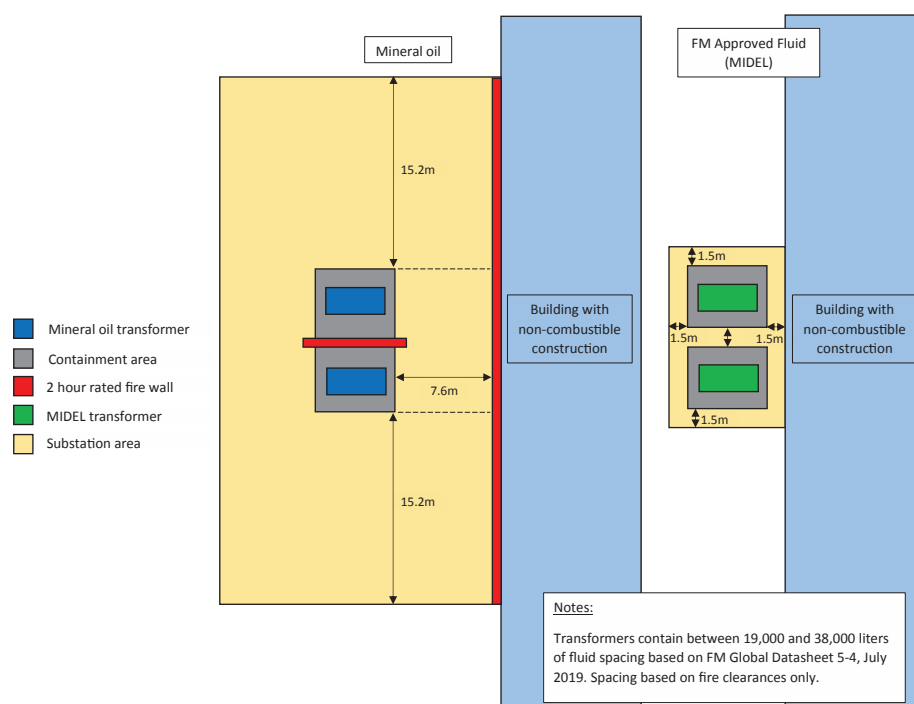 Mineral oil
FM Approved Fluid
(MIDEL)
15.2m
1.5m
Mineral oil transformer
Containment area
2 hour rated fire wall
MIDEL transformer
Substation area
Building with
non-combustible
construction
Building with
non-combustible
construction
1.5m
1.5m
7.6m
1.5m
15.2m
Notes:
Transformers contain between 19,000 and 38,000 liters
of fluid spacing based on FM Global Datasheet 5-4, July
2019. Spacing based on fire clearances only.